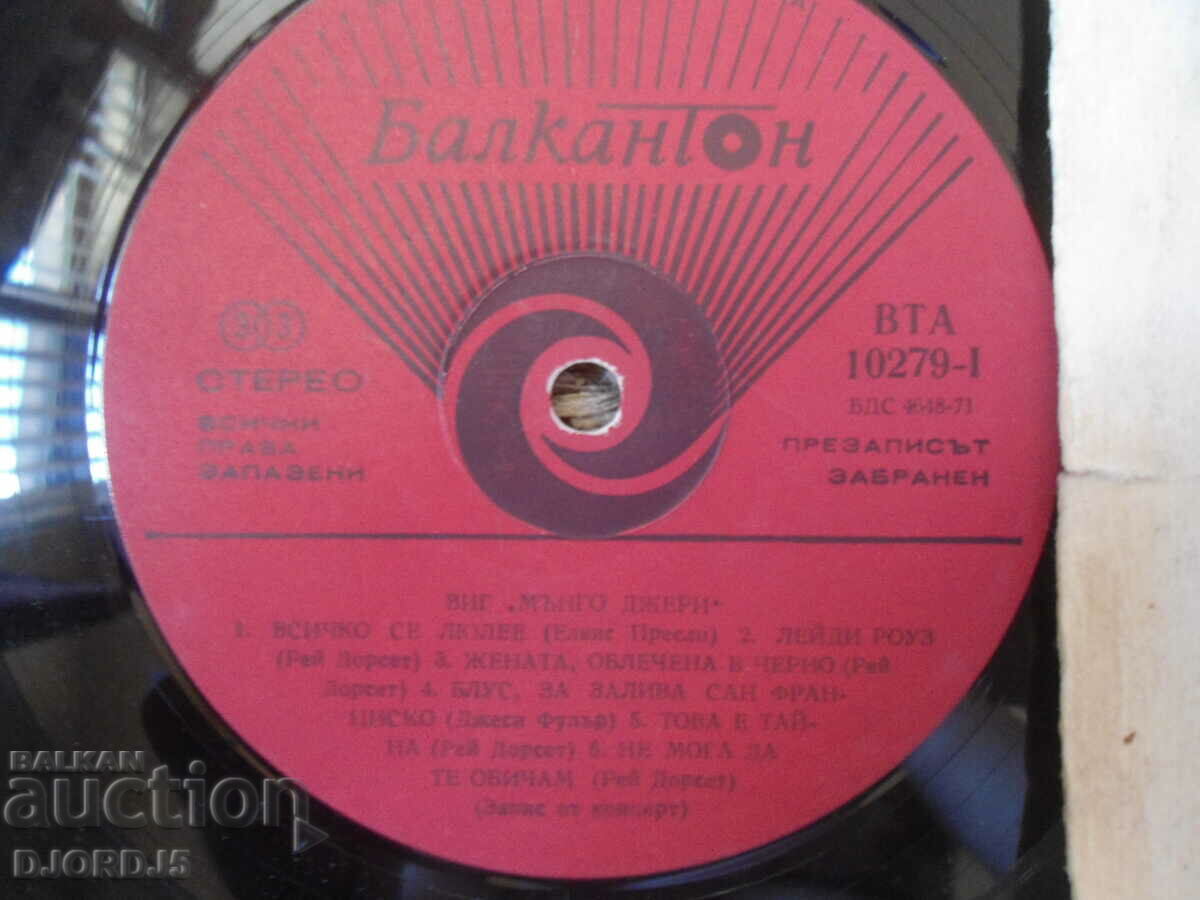 Балкантон
33
СТЕРЕО
ВСИЧКИ
ПРАВА
ЗАПАЗЕНИ
ВТА
10279-I
БДС 4648-71
ПРЕЗАПИСЪТ
ЗАБРАНЕН
ВИГ „МЪНГО ДЖЕРИ“
1. ВСИЧКО СЕ ЛЮЛЕЕ (Елвис Пресли) 2. ЛЕЙДИ РОУЗ
(Рей Дорсет) 3. ЖЕНАТА, ОБЛЕЧЕНА В ЧЕРНО (Рей
Дорсет) 4. БЛУС, ЗА ЗАЛИВА САН ФРАН-
ЦИСКО (Джеси Фулър) 5. ТОВА Е ТАЙ-
НА (Рей Дорсет) 6. НЕ МОГА ДА
ТЕ ОБИЧАМ (Рей Дорсет)
(Запис от концерт)
BALKAN
auction
DJORDJ5